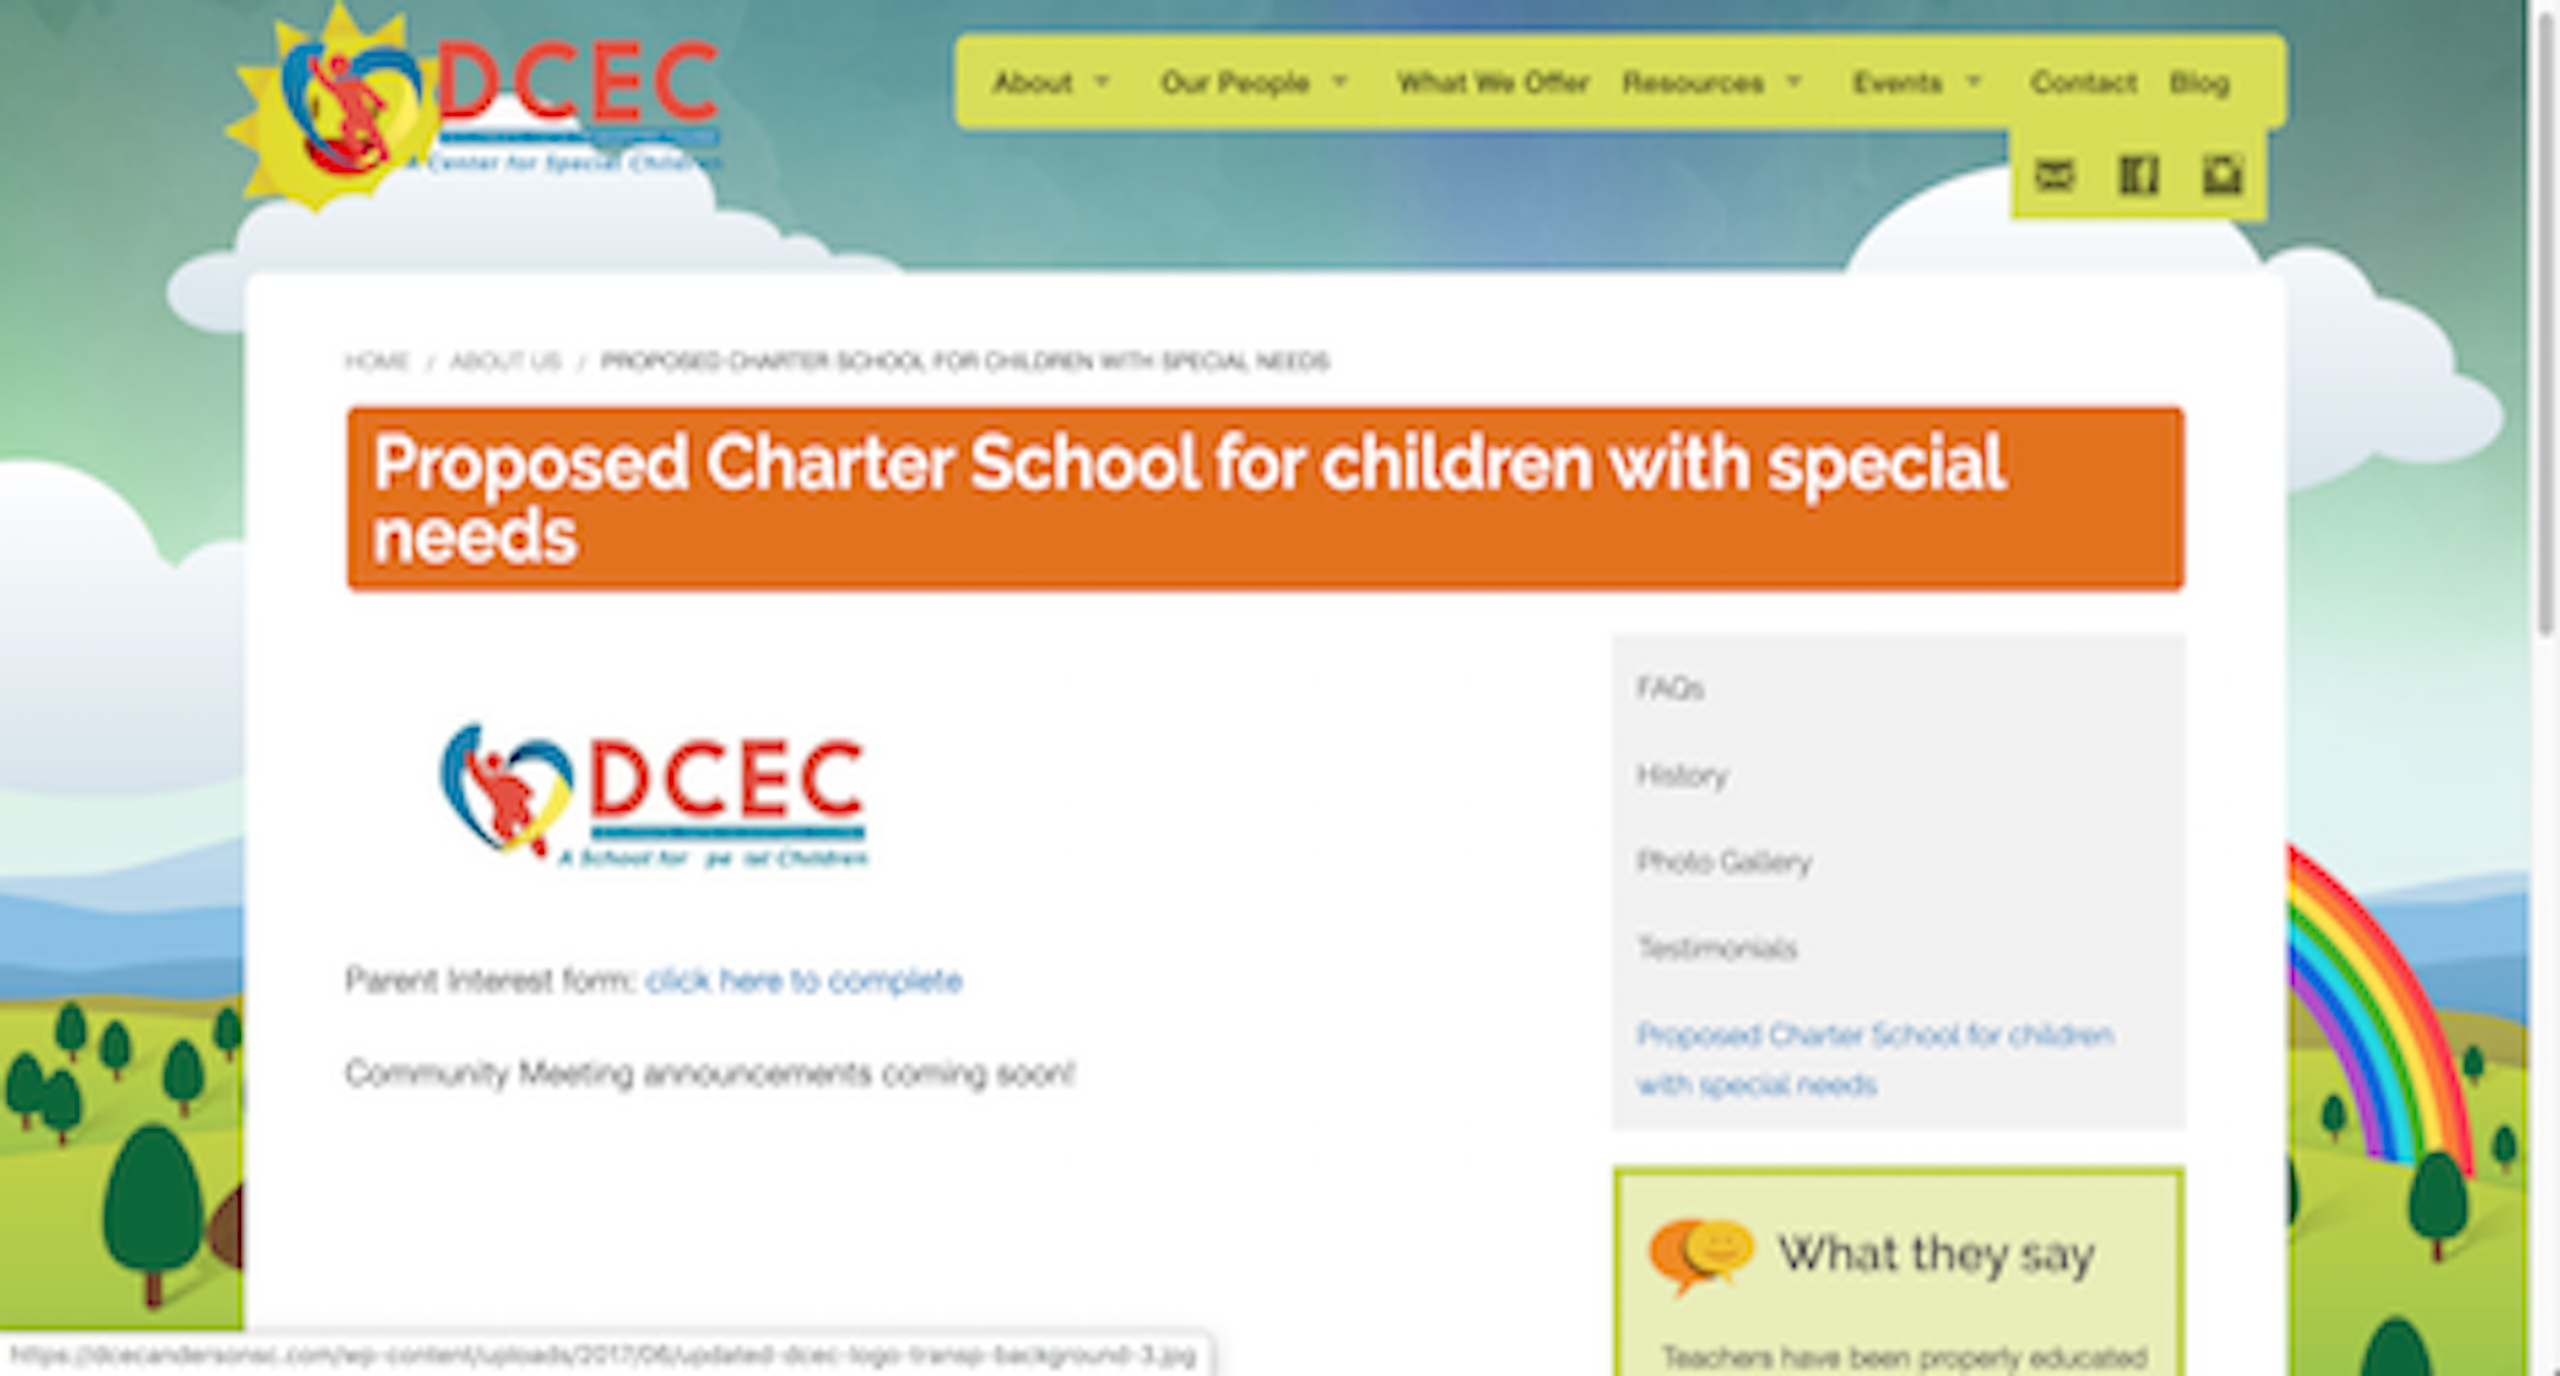 DCEC
A Center for Special Children
About
Our People
What We Offer
Resources
Events
Contact
Blog
HOME / ABOUT US / PROPOSED CHARTER SCHOOL FOR CHILDREN WITH SPECIAL NEEDS
Proposed Charter School for children with special
needs
DCEC
A School for pe ial Children
Parent Interest form: click here to complete
Community Meeting announcements coming soon!
FAQs
History
Photo Gallery
Testimonials
Proposed Charter School for children
with special needs
What they say
Teachers have been properly educated
https://dcecandersonsc.com/wp-content/uploads/2017/06/updated-dcec-logo-transp-background-3.jpg